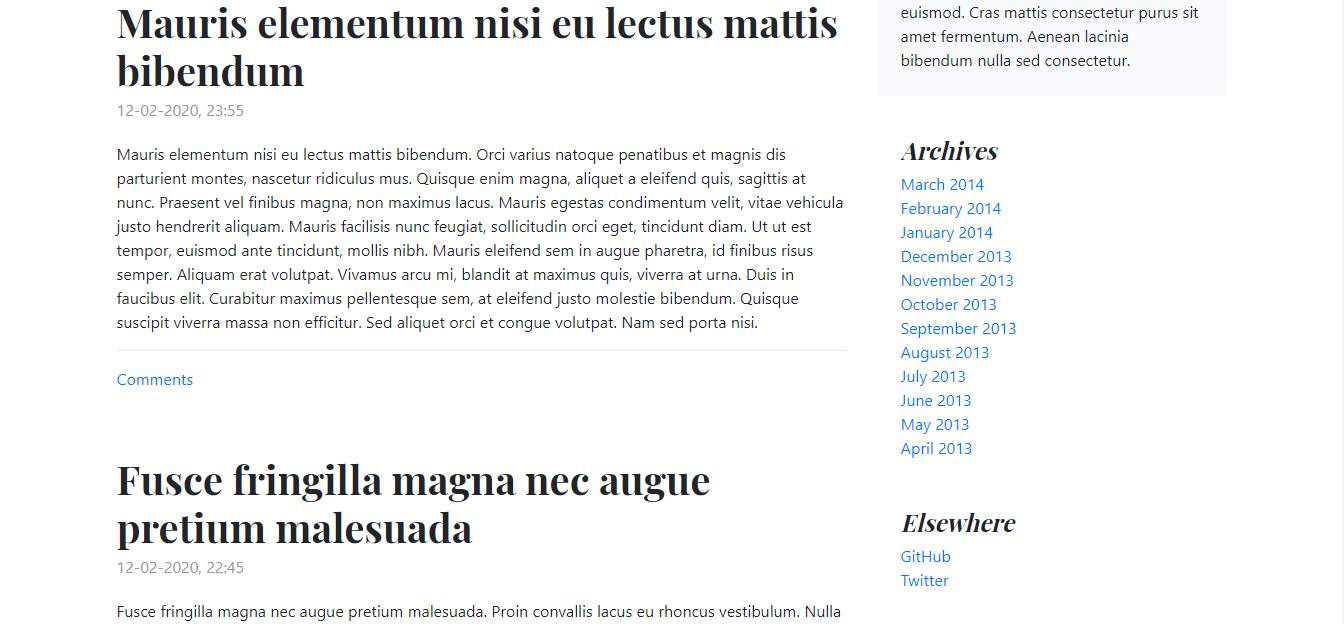 Mauris elementum nisi eu lectus mattis
bibendum
12-02-2020, 23:55
Mauris elementum nisi eu lectus mattis bibendum. Orci varius natoque penatibus et magnis dis
parturient montes, nascetur ridiculus mus. Quisque enim magna, aliquet a eleifend quis, sagittis at
nunc. Praesent vel finibus magna, non maximus lacus. Mauris egestas condimentum velit, vitae vehicula
justo hendrerit aliquam. Mauris facilisis nunc feugiat, sollicitudin orci eget, tincidunt diam. Ut ut est
tempor, euismod ante tincidunt, mollis nibh. Mauris eleifend sem in augue pharetra, id finibus risus
semper. Aliquam erat volutpat. Vivamus arcu mi, blandit at maximus quis, viverra at urna. Duis in
faucibus elit. Curabitur maximus pellentesque sem, at eleifend justo molestie bibendum. Quisque
suscipit viverra massa non efficitur. Sed aliquet orci et congue volutpat. Nam sed porta nisi.
Comments
Fusce fringilla magna nec augue
pretium malesuada
12-02-2020, 22:45
Fusce fringilla magna nec augue pretium malesuada. Proin convallis lacus eu rhoncus vestibulum. Nulla
euismod. Cras mattis consectetur purus sit
amet fermentum. Aenean lacinia
bibendum nulla sed consectetur.
Archives
March 2014
February 2014
January 2014
December 2013
November 2013
October 2013
September 2013
August 2013
July 2013
June 2013
May 2013
April 2013
Elsewhere
GitHub
Twitter